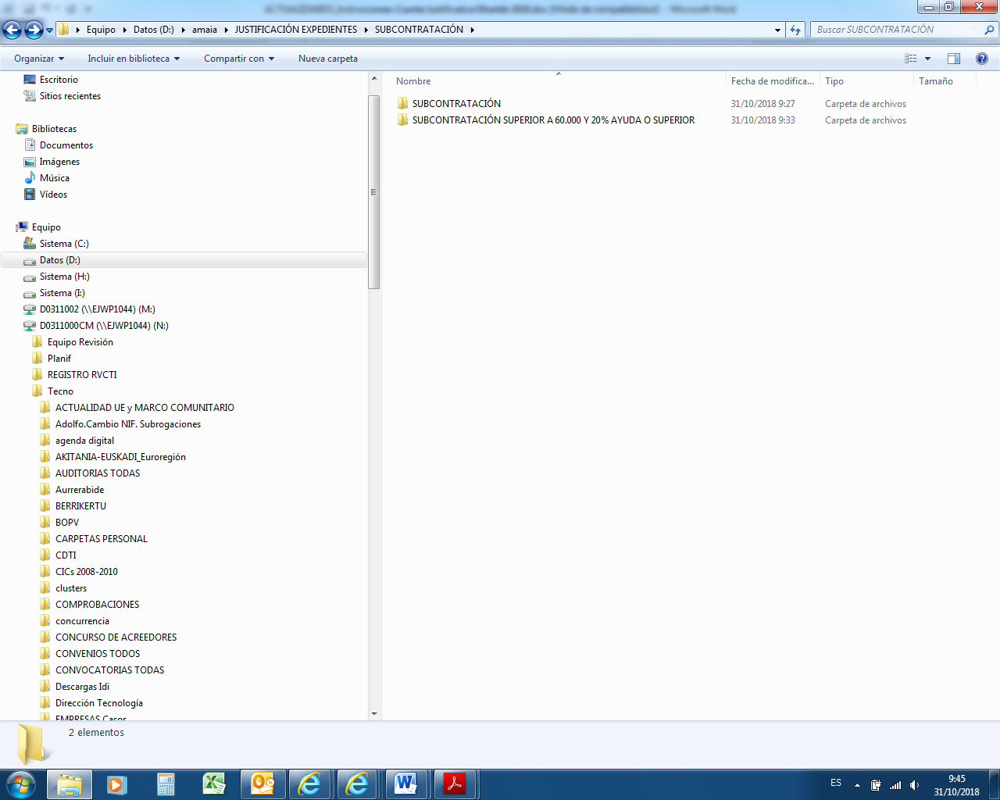 Equipo Datos (D:) amaia JUSTIFICACIÓN EXPEDIENTES SUBCONTRATACIÓN
Buscar SUBCONTRATACIÓN
Organizar Incluir en biblioteca Compartir con Nueva carpeta
Escritorio
Sitios recientes
Bibliotecas
Documentos
Imágenes
Música
Vídeos
Equipo
Sistema (C:)
Datos (D:)
Sistema (H:)
Sistema (I:)
D0311002 (\\EJWP1044) (M:)
D0311000CM (\\EJWP1044) (N:)
Equipo Revisión
Planif
REGISTRO RVCTI
Tecno
ACTUALIDAD UE y MARCO COMUNITARIO
Adolfo.Cambio NIF. Subrogaciones
agenda digital
AKITANIA-EUSKADI_Euroregión
AUDITORIAS TODAS
Aurrerabide
BERRIKERTU
BOPV
CARPETAS PERSONAL
CDTI
CICs 2008-2010
clusters
COMPROBACIONES
concurrencia
CONCURSO DE ACREEDORES
CONVENIOS TODOS
CONVOCATORIAS TODAS
Descargas Idi
Dirección Tecnología
EMPRESAS Casos
Nombre Fecha de modifica... Tipo Tamaño
SUBCONTRATACIÓN 31/10/2018 9:27 Carpeta de archivos
SUBCONTRATACIÓN SUPERIOR A 60.000 Y 20% AYUDA O SUPERIOR 31/10/2018 9:33 Carpeta de archivos
2 elementos
ES
9:45
31/10/2018